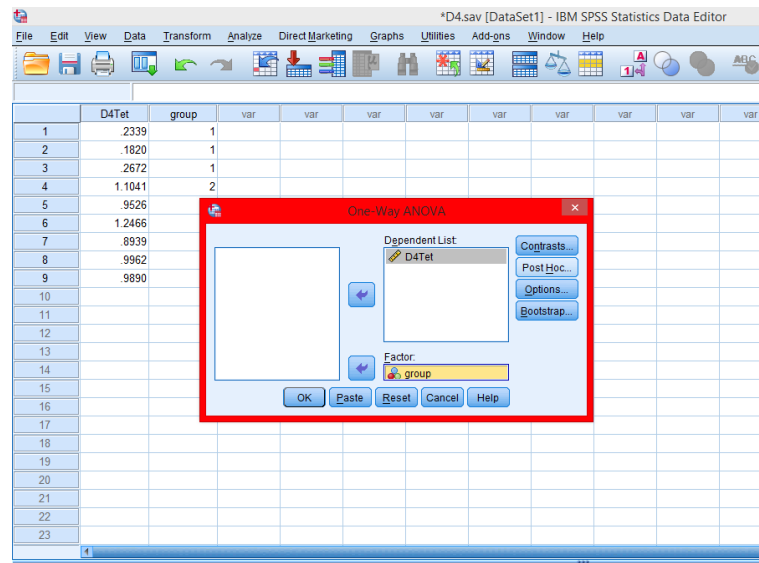 *D4.sav [DataSet1] - IBM SPSS Statistics Data Editor
File Edit View Data Transform Analyze Direct Marketing Graphs Utilities Add-ons Window Help
D4Tet group var var var var var var var var var
1 .2339 1
2 .1820 1
3 .2672 1
4 1.1041 2
5 .9526
6 1.2466
7 .8939
8 .9962
9 .9890
10
11
12
13
14
15
16
17
18
19
20
21
22
23
One-Way ANOVA
Dependent List:
D4Tet
Contrasts...
Post Hoc...
Options...
Bootstrap...
Factor:
group
OK Paste Reset Cancel Help